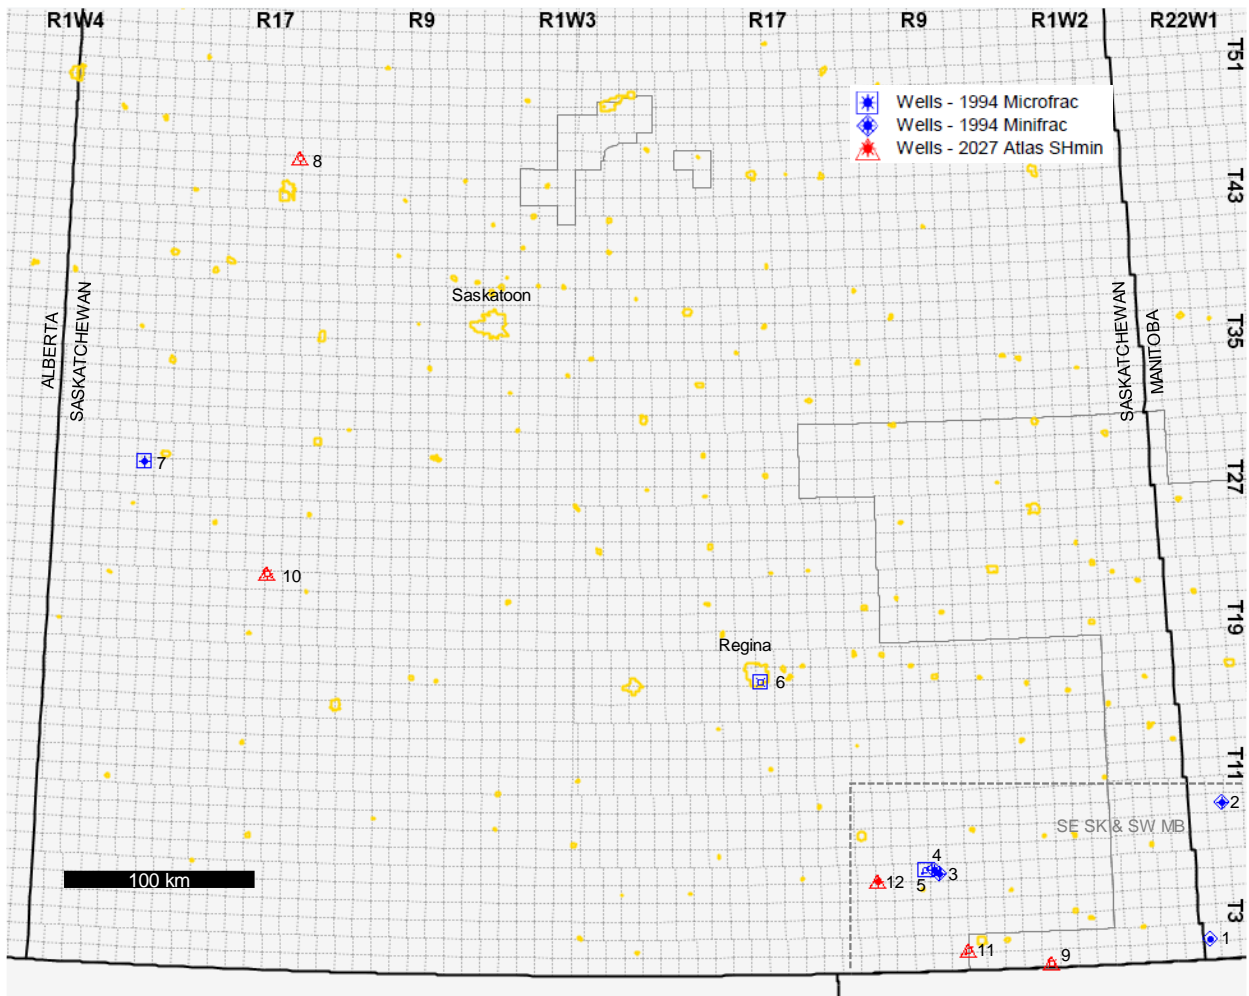 R1W4 R17 R9 R1W3 R17 R9 R1W2 R22W1
T51
Wells - 1994 Microfrac
Wells - 1994 Minifrac
Wells - 2027 Atlas SHmin
8
T43
Saskatoon
ALBERTA
SASKATCHEWAN
SASKATCHEWAN
MANITOBA
T35
7
T27
10
T19
Regina
6
T11
2
SE SK & SW MB
4
3
5
12
100 km
T3
1
11
9